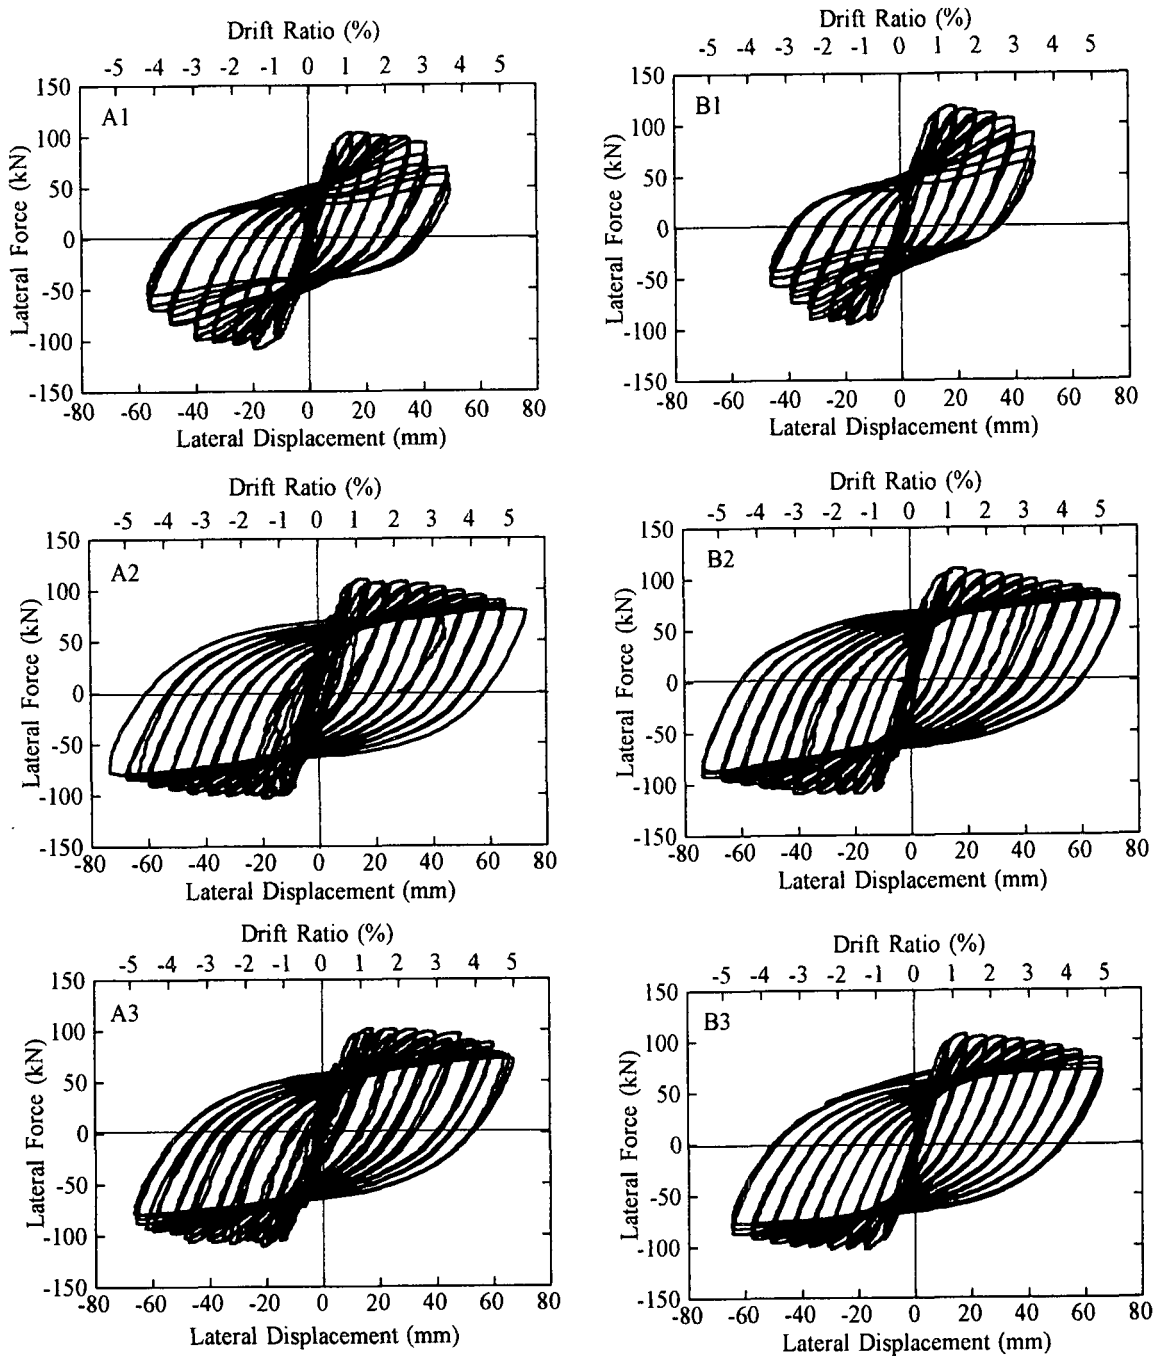 Drift Ratio (%)
-5 -4 -3 -2 -1 0 1 2 3 4 5
150
100
50
0
-50
-100
-150
A1
Lateral Force (kN)
-80 -60 -40 -20 0 20 40 60 80
Lateral Displacement (mm)
Drift Ratio (%)
-5 -4 -3 -2 -1 0 1 2 3 4 5
150
100
50
0
-50
-100
-150
B1
Lateral Force (kN)
-80 -60 -40 -20 0 20 40 60 80
Lateral Displacement (mm)
Drift Ratio (%)
-5 -4 -3 -2 -1 0 1 2 3 4 5
150
100
50
0
-50
-100
-150
A2
Lateral Force (kN)
-80 -60 -40 -20 0 20 40 60 80
Lateral Displacement (mm)
Drift Ratio (%)
-5 -4 -3 -2 -1 0 1 2 3 4 5
150
100
50
0
-50
-100
-150
B2
Lateral Force (kN)
-80 -60 -40 -20 0 20 40 60 80
Lateral Displacement (mm)
Drift Ratio (%)
-5 -4 -3 -2 -1 0 1 2 3 4 5
150
100
50
0
-50
-100
-150
A3
Lateral Force (kN)
-80 -60 -40 -20 0 20 40 60 80
Lateral Displacement (mm)
Drift Ratio (%)
-5 -4 -3 -2 -1 0 1 2 3 4 5
150
100
50
0
-50
-100
-150
B3
Lateral Force (kN)
-80 -60 -40 -20 0 20 40 60 80
Lateral Displacement (mm)